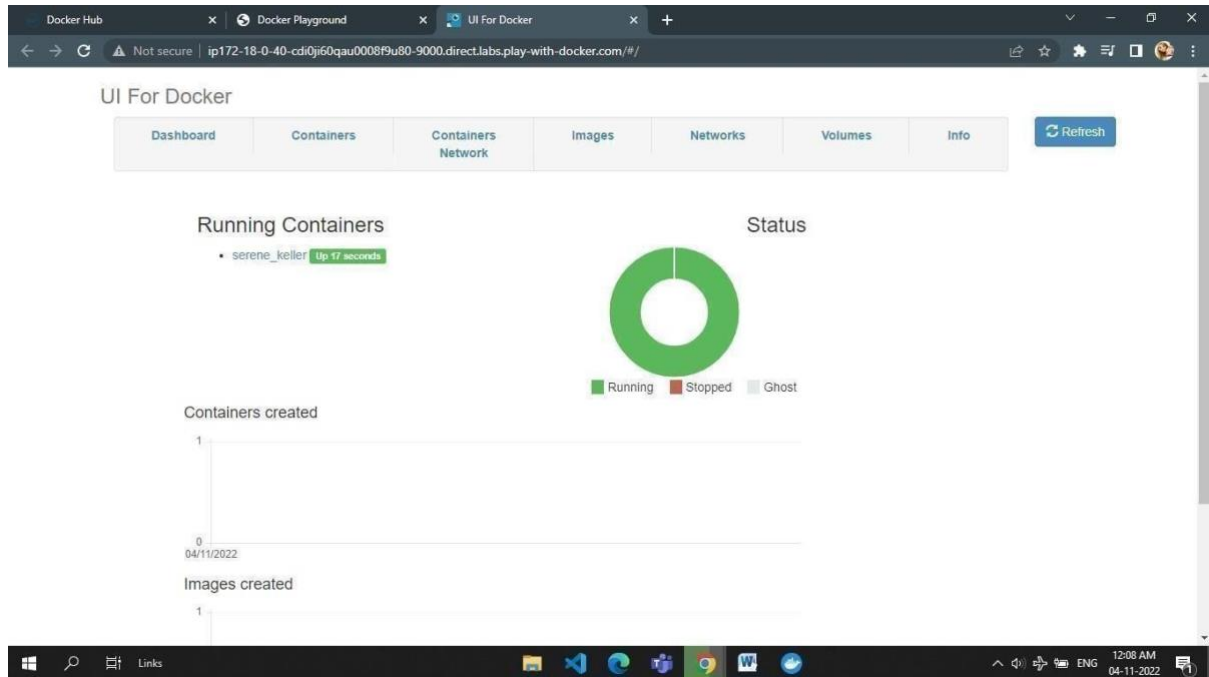 Docker Hub
Docker Playground
UI For Docker
Not secure | ip172-18-0-40-cdi0ji60qau0008f9u80-9000.direct.labs.play-with-docker.com/#/
UI For Docker
Dashboard
Containers
Containers
Network
Images
Networks
Volumes
Info
Refresh
Running Containers
Status
serene_keller Up 17 seconds
Running Stopped Ghost
Containers created
1
0
04/11/2022
Images created
1
Links
ENG
12:08 AM
04-11-2022
1